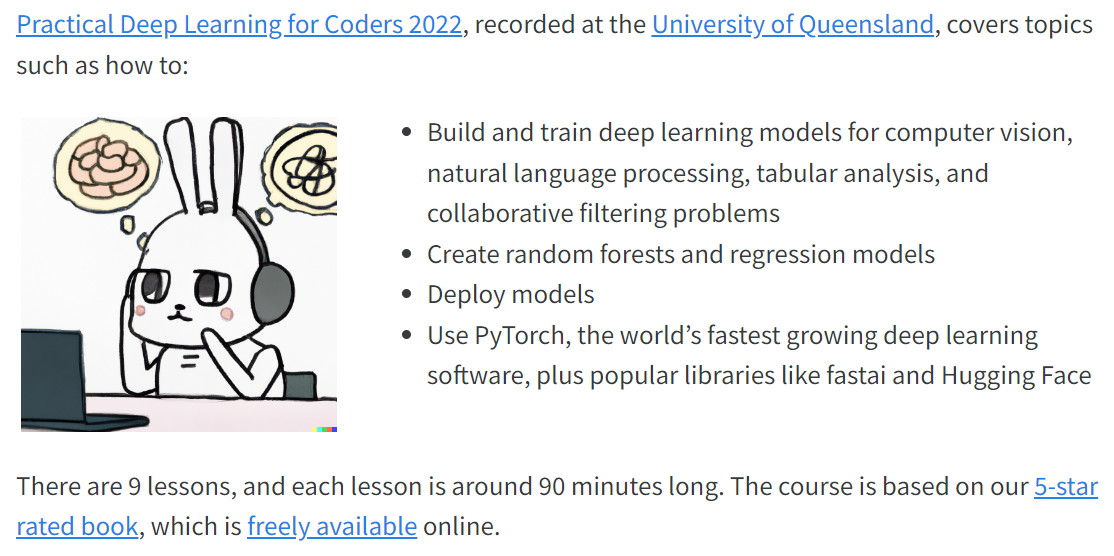 Practical Deep Learning for Coders 2022, recorded at the University of Queensland, covers topics
such as how to:
Build and train deep learning models for computer vision,
natural language processing, tabular analysis, and
collaborative filtering problems
Create random forests and regression models
Deploy models
Use PyTorch, the world’s fastest growing deep learning
software, plus popular libraries like fastai and Hugging Face
There are 9 lessons, and each lesson is around 90 minutes long. The course is based on our 5-star
rated book, which is freely available online.